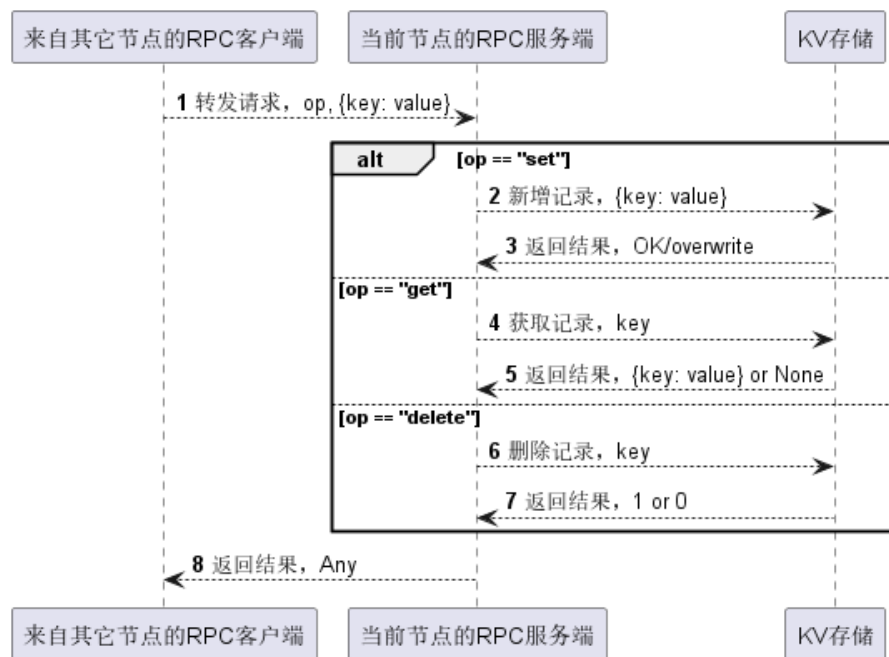 来自其它节点的RPC客户端 当前节点的RPC服务端 KV存储
1 转发请求，op, {key: value}
alt [op == "set"]
2 新增记录，{key: value}
3 返回结果，OK/overwrite
[op == "get"]
4 获取记录，key
5 返回结果，{key: value} or None
[op == "delete"]
6 删除记录，key
7 返回结果，1 or 0
8 返回结果，Any
来自其它节点的RPC客户端 当前节点的RPC服务端 KV存储